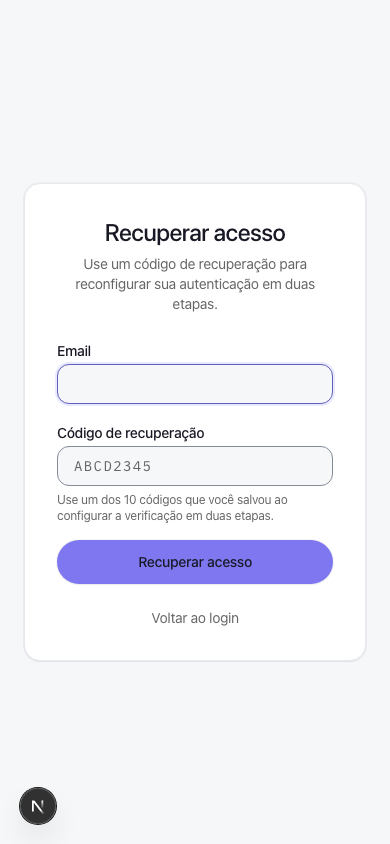 Recuperar acesso
Use um código de recuperação para
reconfigurar sua autenticação em duas
etapas.
Email
Código de recuperação
ABCD2345
Use um dos 10 códigos que você salvou ao
configurar a verificação em duas etapas.
Recuperar acesso
Voltar ao login
N